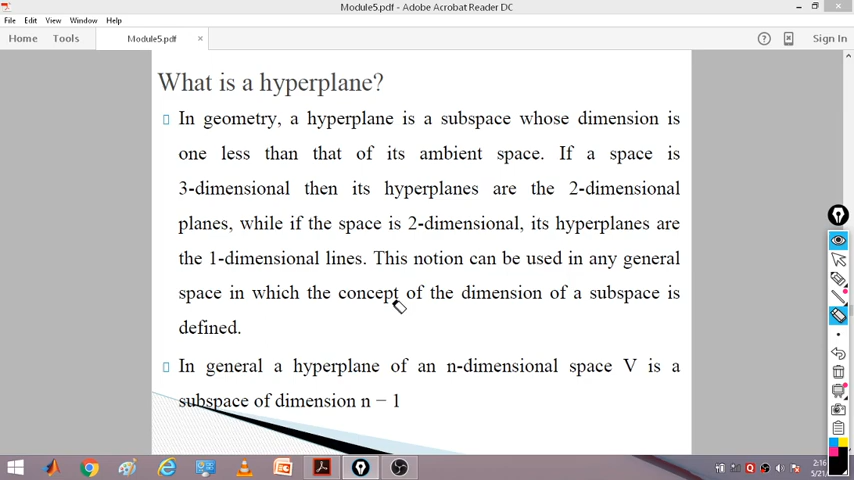 Module5.pdf - Adobe Acrobat Reader DC
File Edit View Window Help
Home Tools Module5.pdf × ? Sign In
What is a hyperplane?
In geometry, a hyperplane is a subspace whose dimension is
one less than that of its ambient space. If a space is
3-dimensional then its hyperplanes are the 2-dimensional
planes, while if the space is 2-dimensional, its hyperplanes are
the 1-dimensional lines. This notion can be used in any general
space in which the concept of the dimension of a subspace is
defined.
In general a hyperplane of an n-dimensional space V is a
subspace of dimension n − 1
2:16
5/21/